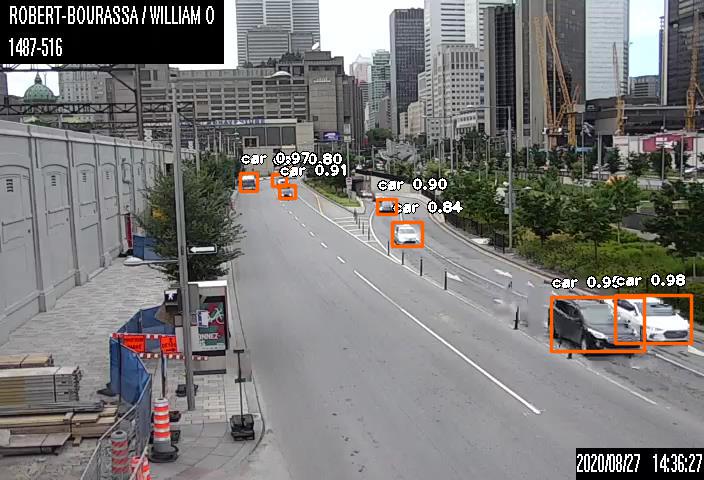 ROBERT-BOURASSA / WILLIAM O
1487-516
car 0.97
0.80
car 0.91
car 0.90
car 0.84
car 0.95
car 0.98
2020/08/27 14:36:27